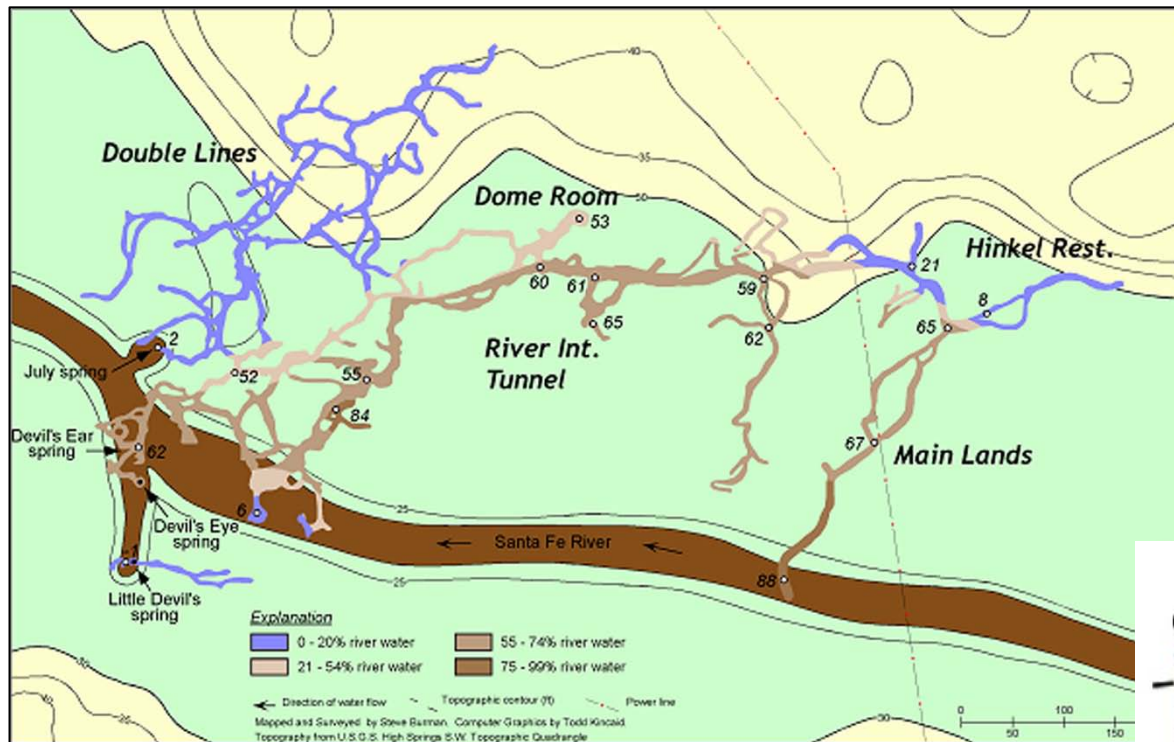 40
Double Lines
35
Dome Room
30
53
Hinkel Rest.
21
60
61
59
8
65
65
62
2
July spring
River Int.
Tunnel
52
55
84
Devil's Ear
spring
62
67
Main Lands
6
25
Devil's Eye
spring
Santa Fe River
1
25
88
Little Devil's
spring
Explanation
0 - 20% river water
55 - 74% river water
21 - 54% river water
75 - 99% river water
Direction of water flow
Topographic contour (ft)
Power line
Mapped and Surveyed by Steve Burman. Computer Graphics by Todd Kincaid.
Topography from U.S.G.S. High Springs S.W. Topographic Quadrangle
30
0
100
50
150